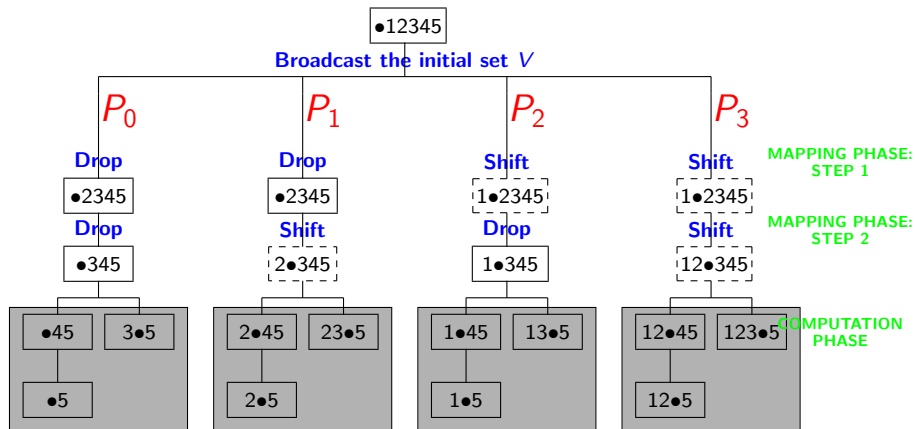 ●12345
Broadcast the initial set V
P0 P1 P2 P3
Drop Drop Shift Shift MAPPING PHASE:
STEP 1
●2345 ●2345 1●2345 1●2345
Drop Shift Drop Shift MAPPING PHASE:
STEP 2
●345 2●345 1●345 12●345
●45 3●5 2●45 23●5 1●45 13●5 12●45 123●5 COMPUTATION
PHASE
●5 2●5 1●5 12●5